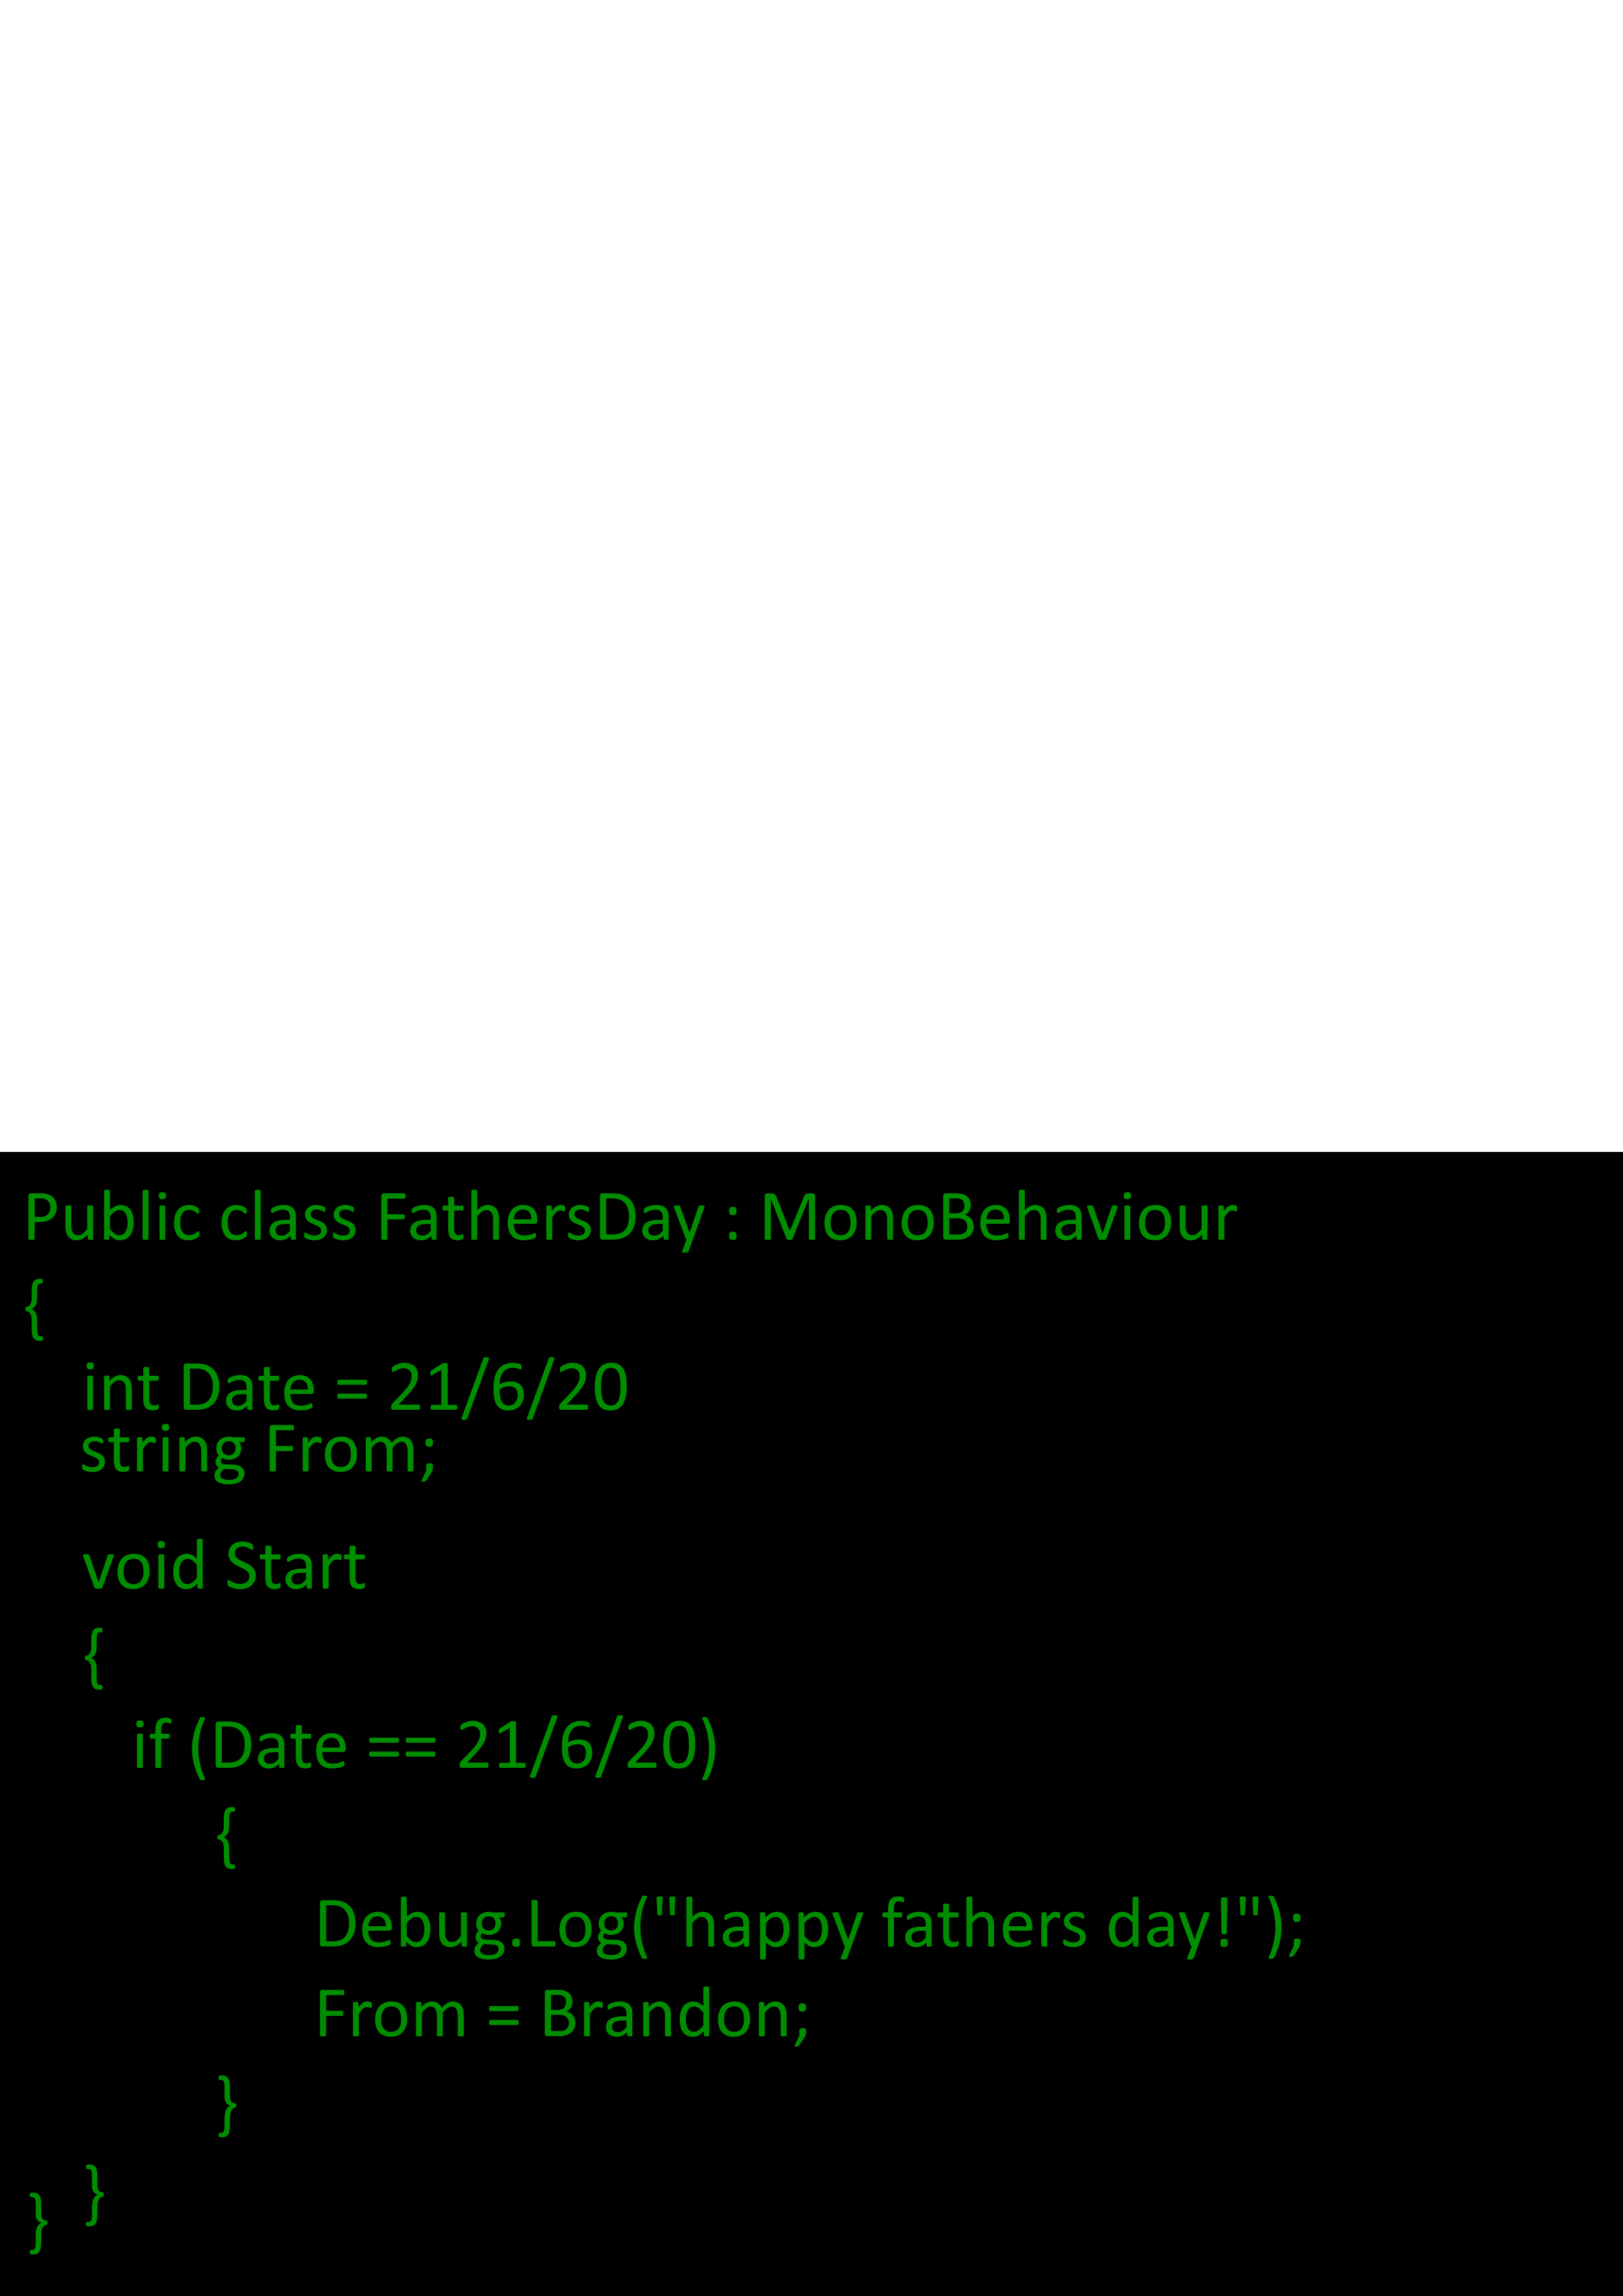 Public class FathersDay : MonoBehaviour
{
int Date = 21/6/20
string From;
void Start
{
if (Date == 21/6/20)
{
Debug.Log("happy fathers day!");
From = Brandon;
}
}
}